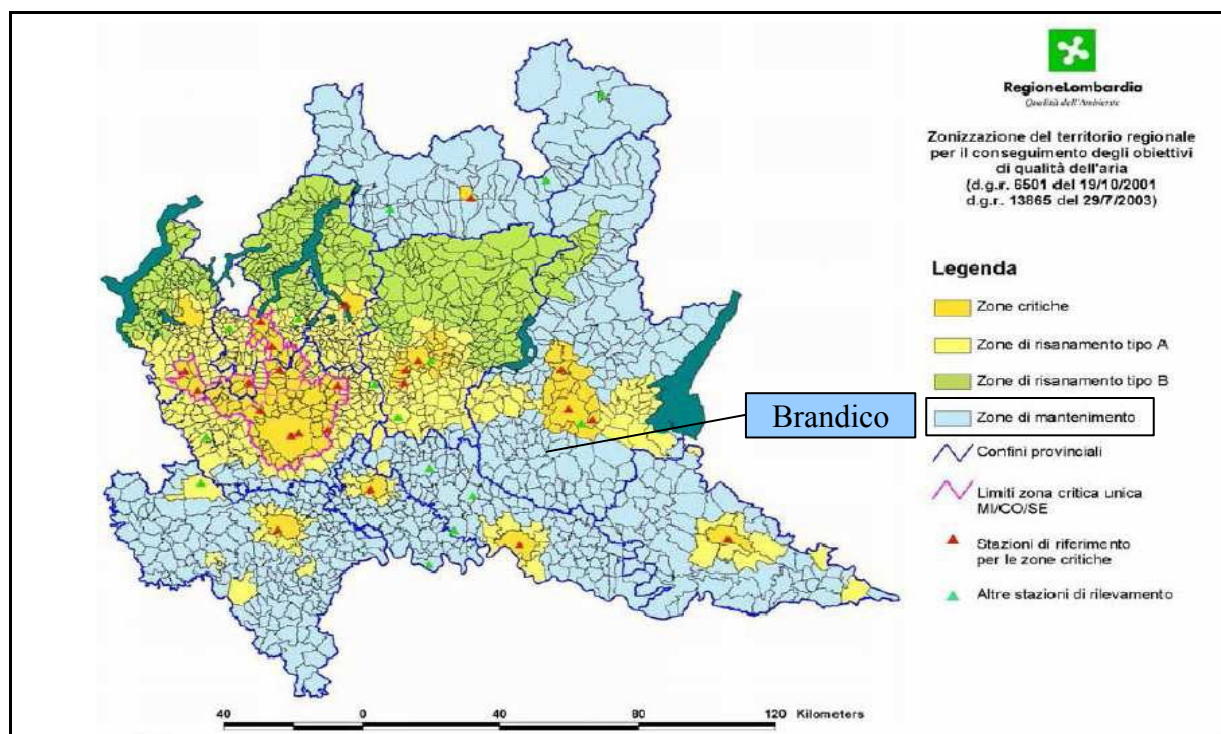 RegioneLombardia
Qualità dell'Ambiente
Zonizzazione del territorio regionale
per il conseguimento degli obiettivi
di qualità dell'aria
(d.g.r. 6501 del 19/10/2001
d.g.r. 13865 del 29/7/2003)
Legenda
Zone critiche
Zone di risanamento tipo A
Zone di risanamento tipo B
Zone di mantenimento
Confini provinciali
Limiti zona critica unica
MI/CO/SE
Stazioni di riferimento
per le zone critiche
Altre stazioni di rilevamento
Brandico
40 0 40 80 120 Kilometers